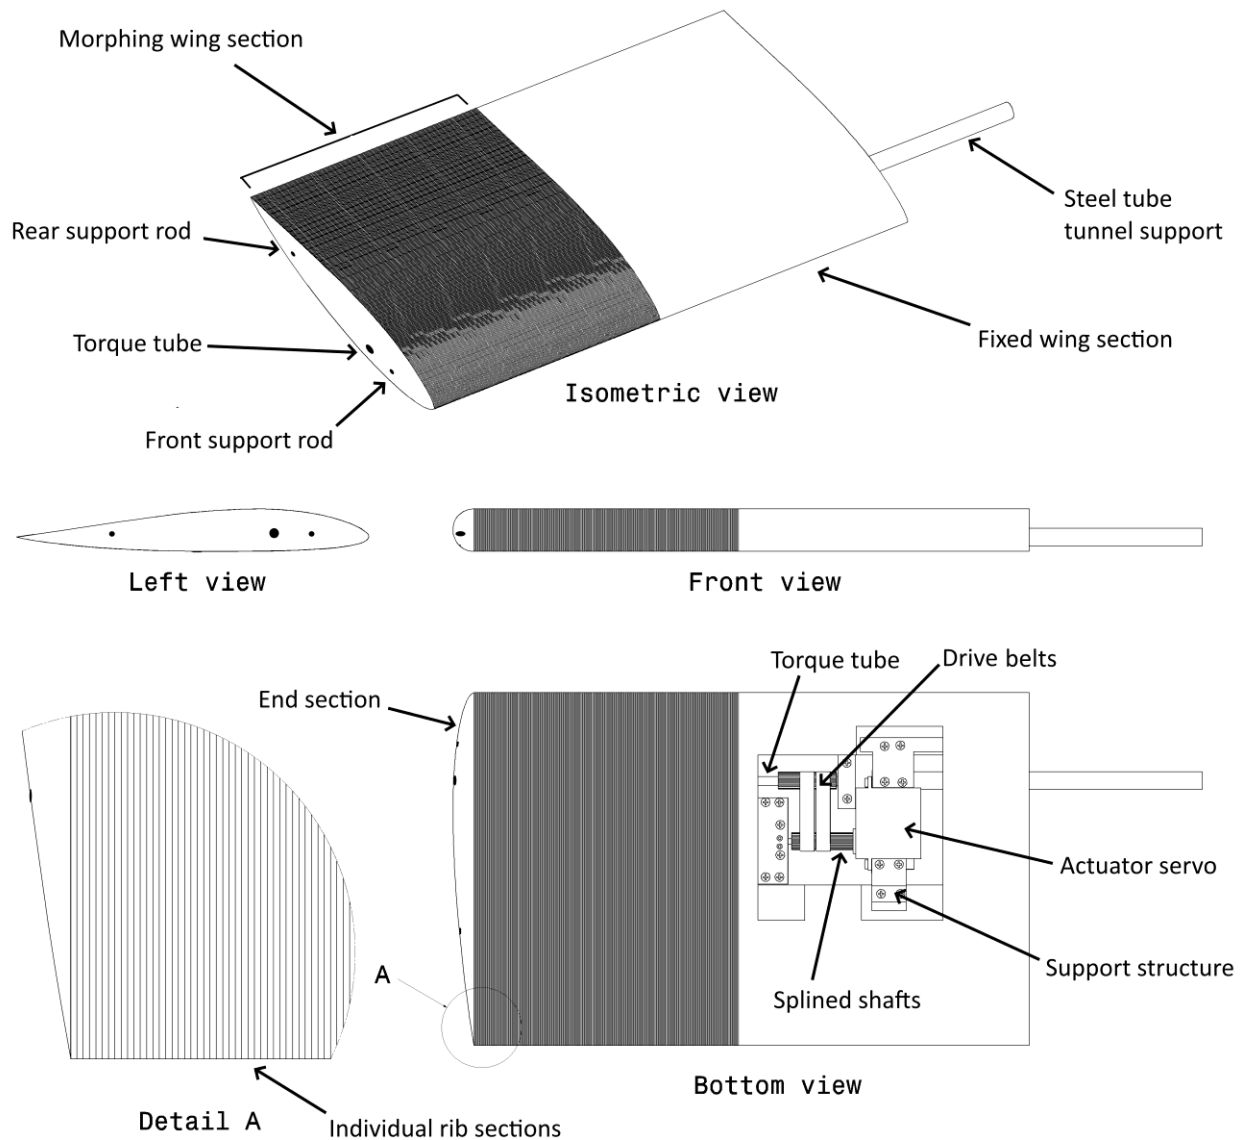 Morphing wing section
Rear support rod
Steel tube
tunnel support
Torque tube
Fixed wing section
Isometric view
Front support rod
Left view
Front view
Torque tube
Drive belts
End section
Actuator servo
A
Support structure
Splined shafts
Bottom view
Detail A
Individual rib sections